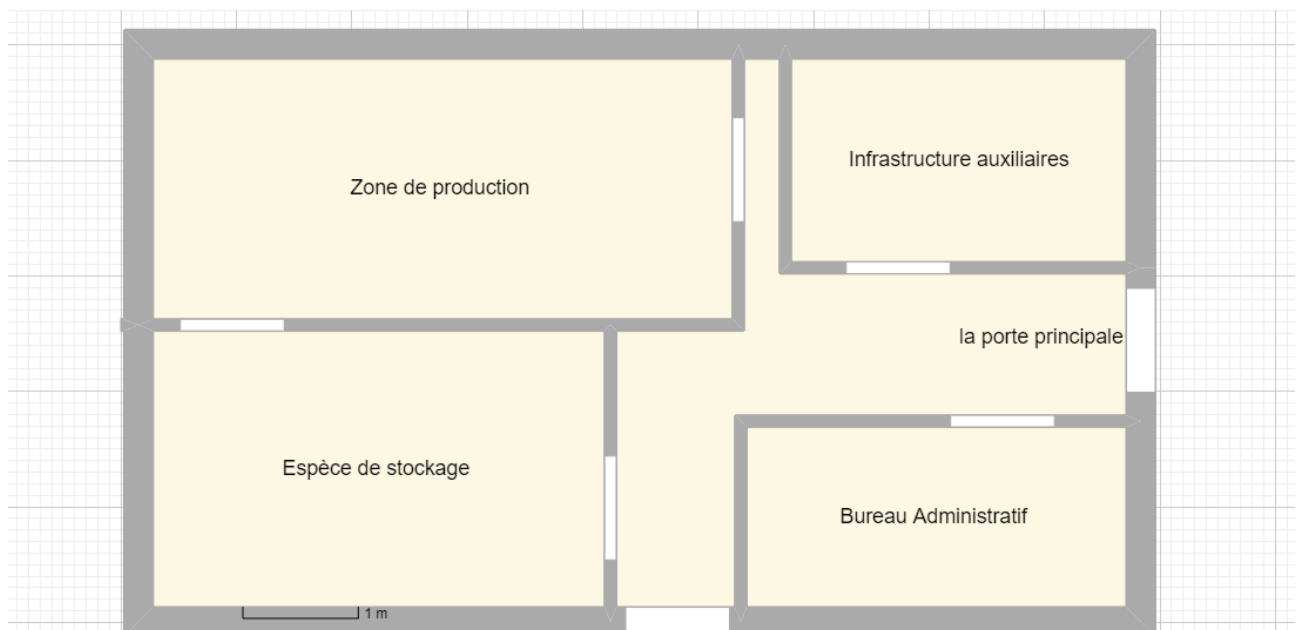 Infrastructure auxiliaires
Zone de production
la porte principale
Espèce de stockage
Bureau Administratif
1 m